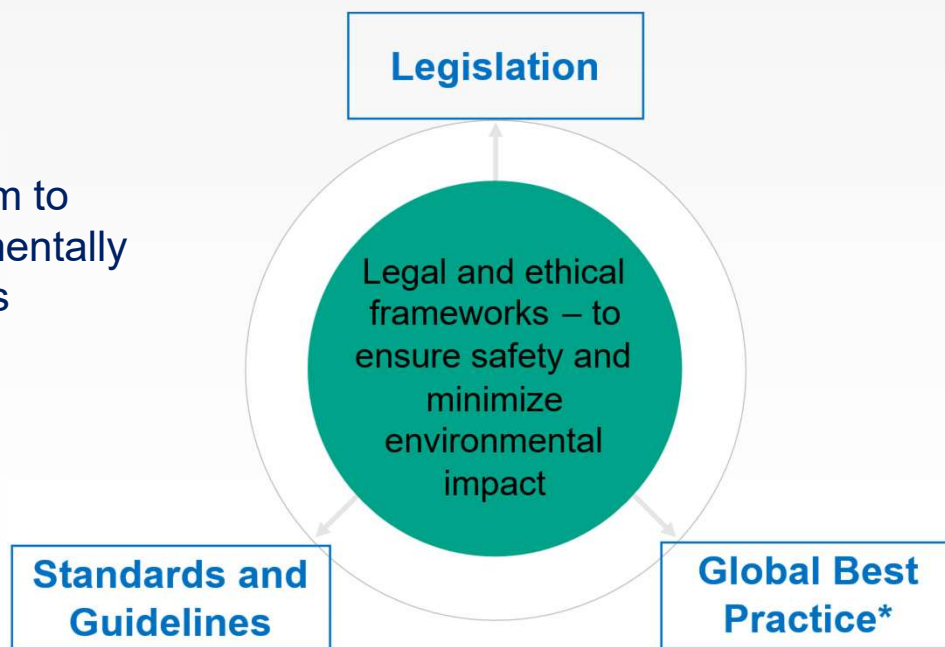 Legislation
m to
mentally
s
Legal and ethical
frameworks – to
ensure safety and
minimize
environmental
impact
Standards and
Guidelines
Global Best
Practice*